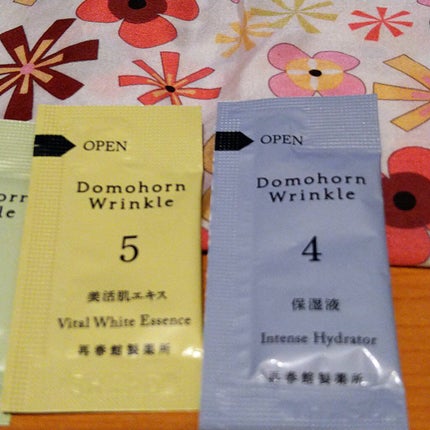 rn
le
OPEN
Domohorn
Wrinkle
5
美活肌エキス
Vital White Essence
再春館製薬所
OPEN
Domohorn
Wrinkle
4
保湿液
Intense Hydrator
再春館製薬所